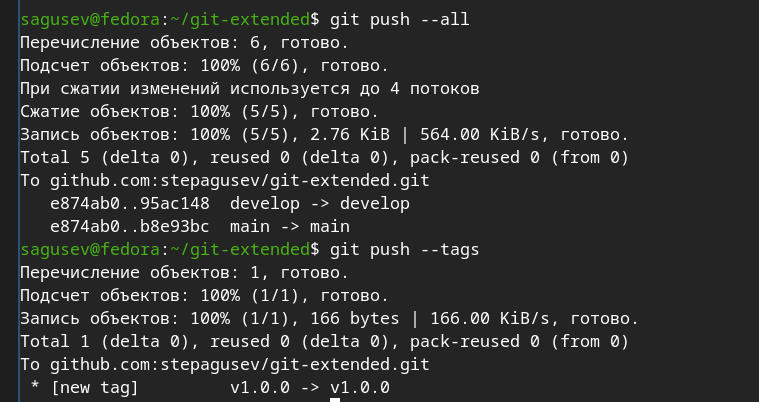 sagusev@fedora:~/git-extended$ git push --all
Перечисление объектов: 6, готово.
Подсчет объектов: 100% (6/6), готово.
При сжатии изменений используется до 4 потоков
Сжатие объектов: 100% (5/5), готово.
Запись объектов: 100% (5/5), 2.76 KiB | 564.00 KiB/s, готово.
Total 5 (delta 0), reused 0 (delta 0), pack-reused 0 (from 0)
To github.com:stepagusev/git-extended.git
   e874ab0..95ac148  develop -> develop
   e874ab0..b8e93bc  main -> main
sagusev@fedora:~/git-extended$ git push --tags
Перечисление объектов: 1, готово.
Подсчет объектов: 100% (1/1), готово.
Запись объектов: 100% (1/1), 166 bytes | 166.00 KiB/s, готово.
Total 1 (delta 0), reused 0 (delta 0), pack-reused 0 (from 0)
To github.com:stepagusev/git-extended.git
 * [new tag]         v1.0.0 -> v1.0.0